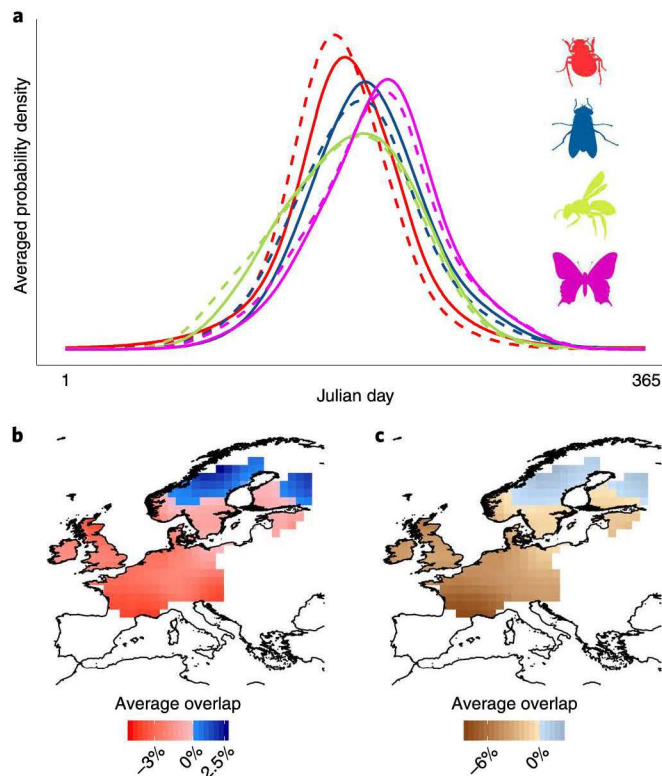 a
Averaged probability density
1
365
Julian day
b
c
Average overlap
–3%
0%
2.5%
Average overlap
–6%
0%